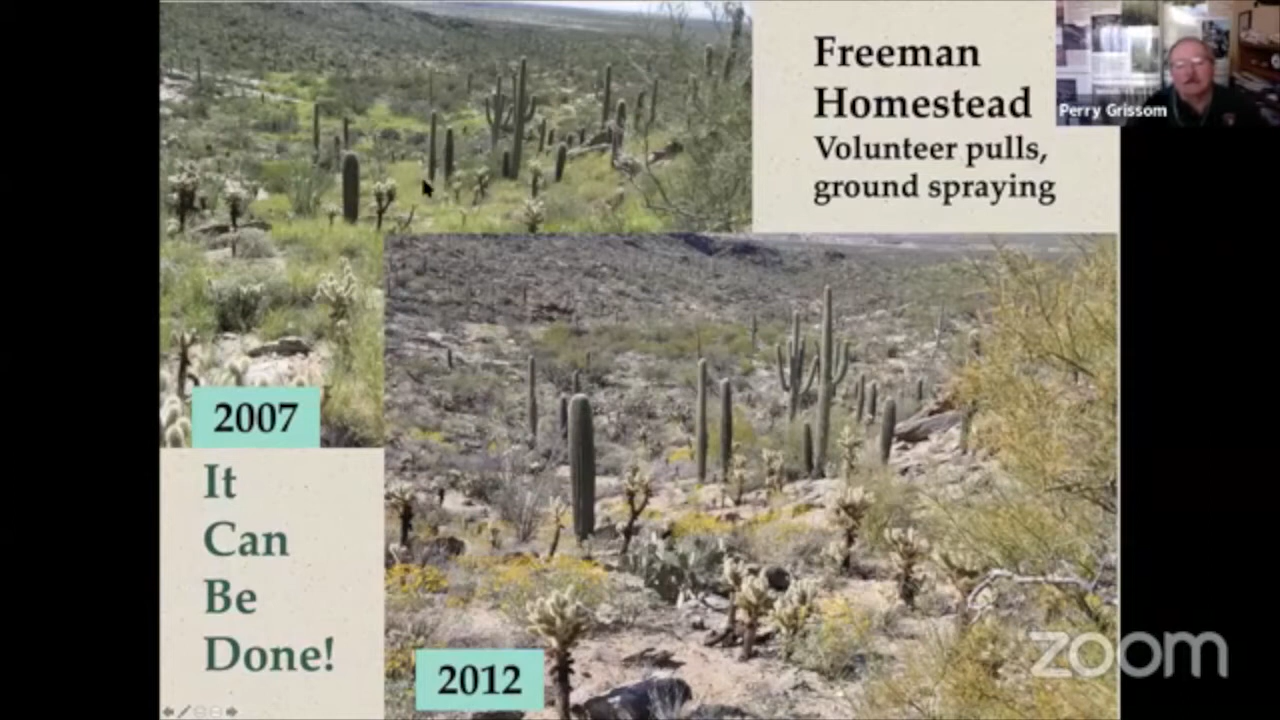 Freeman
Homestead
Volunteer pulls,
ground spraying
Perry Grissom
2007
It
Can
Be
Done!
2012
zoom